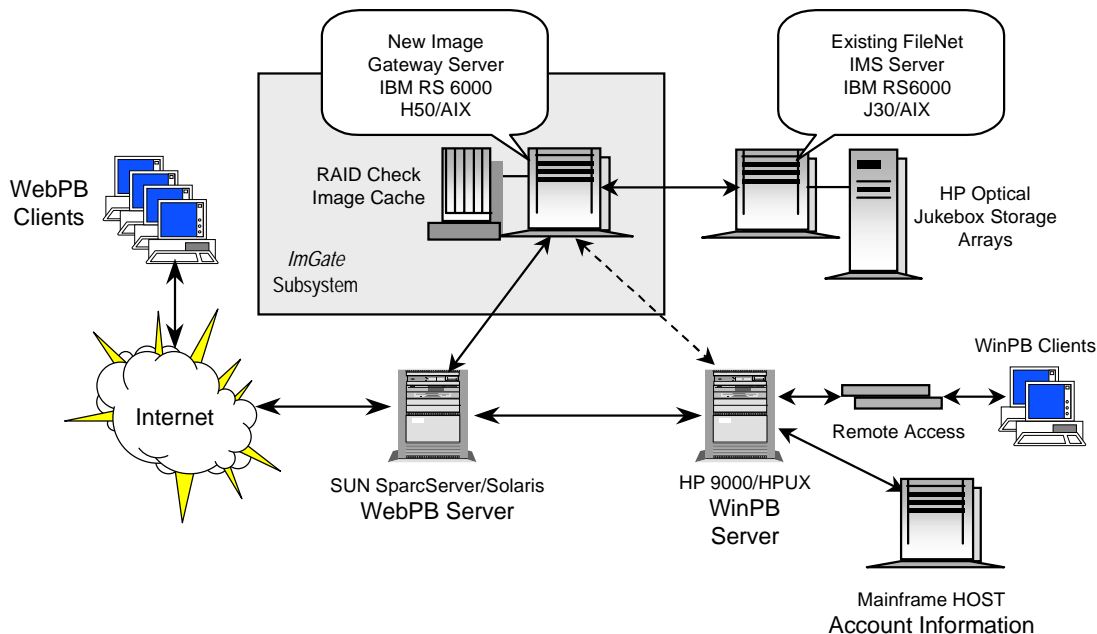 New Image
Gateway Server
IBM RS 6000
H50/AIX
Existing FileNet
IMS Server
IBM RS6000
J30/AIX
WebPB
Clients
RAID Check
Image Cache
HP Optical
Jukebox Storage
Arrays
ImGate
Subsystem
WinPB Clients
Internet
Remote Access
SUN SparcServer/Solaris
WebPB Server
HP 9000/HPUX
WinPB
Server
Mainframe HOST
Account Information